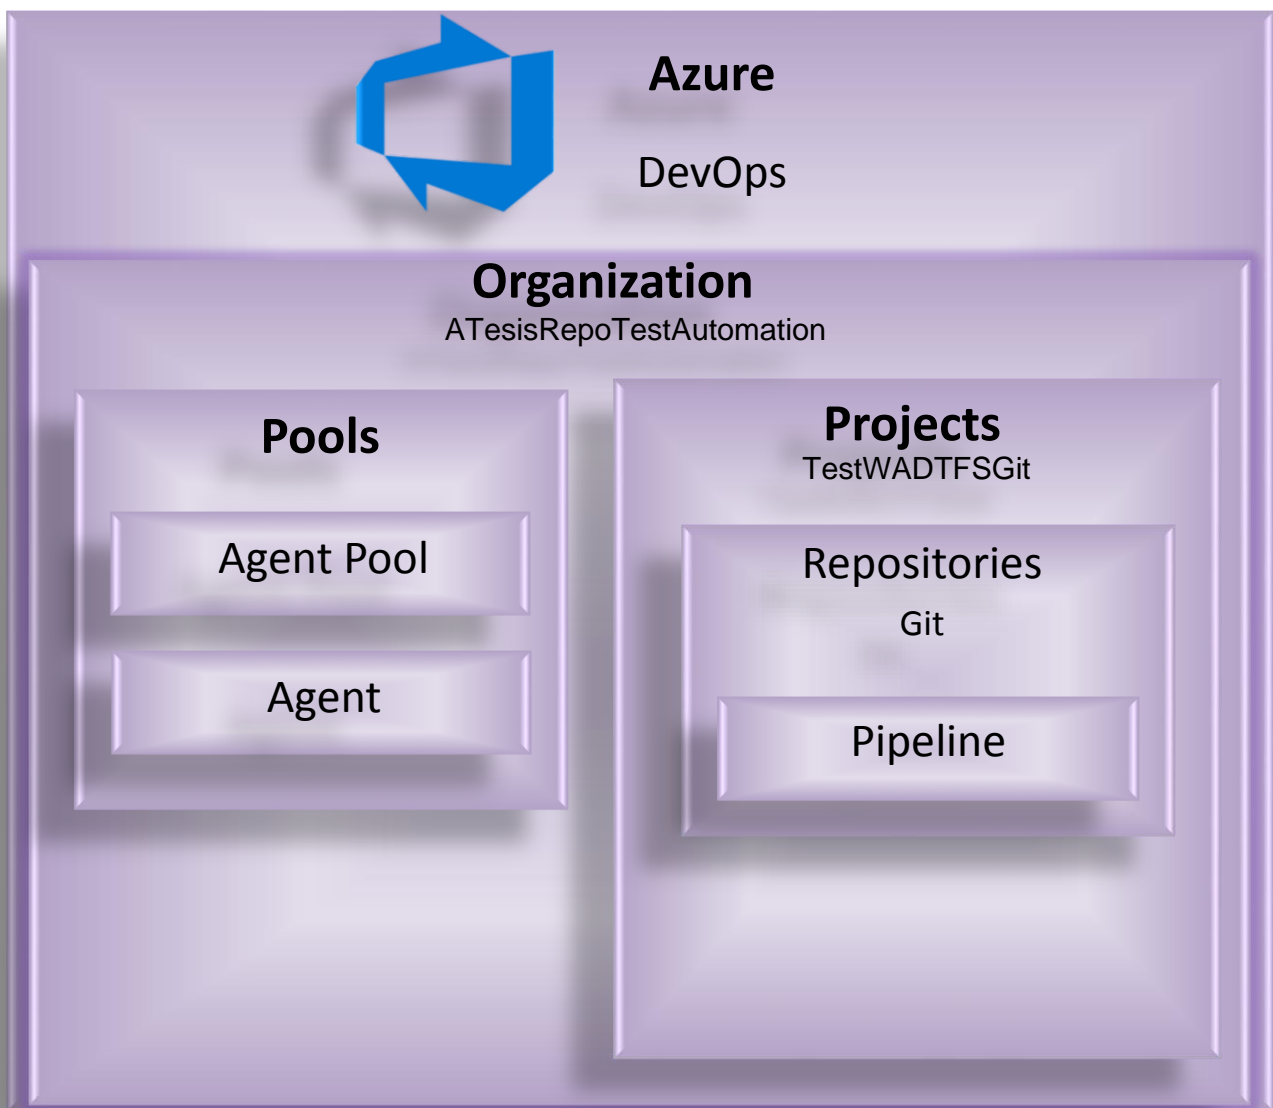 Azure
DevOps
Organization
ATesisRepoTestAutomation
Pools
Agent Pool
Agent
Projects
TestWADTFSGit
Repositories
Git
Pipeline